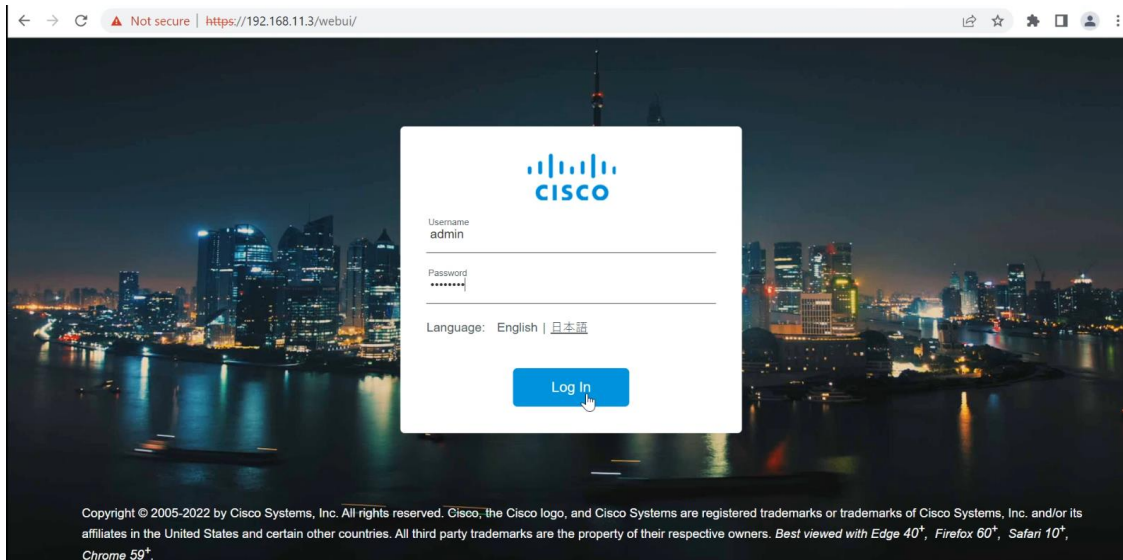 Not secure | https://192.168.11.3/webui/
CISCO
Username
admin
Password
••••••••
Language: English | 日本語
Log In
Copyright © 2005-2022 by Cisco Systems, Inc. All rights reserved. Cisco, the Cisco logo, and Cisco Systems are registered trademarks or trademarks of Cisco Systems, Inc. and/or its
affiliates in the United States and certain other countries. All third party trademarks are the property of their respective owners. Best viewed with Edge 40+, Firefox 60+, Safari 10+,
Chrome 59+.